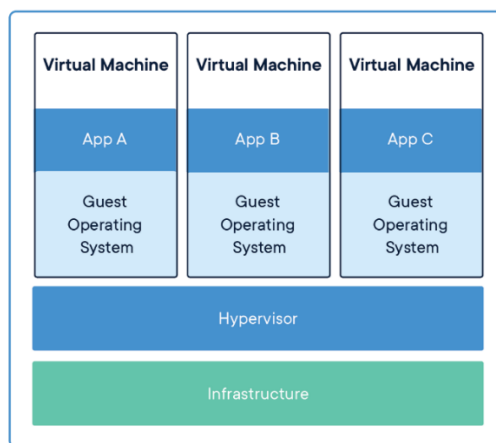 Virtual Machine
Virtual Machine
Virtual Machine
App A
App B
App C
Guest
Operating
System
Guest
Operating
System
Guest
Operating
System
Hypervisor
Infrastructure